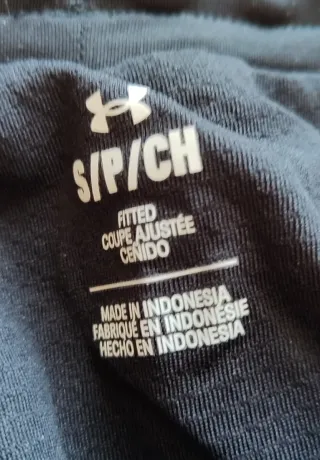 S/P/CH
FITTED
COUPE AJUSTÉE
CEÑIDO
MADE IN INDONESIA
FABRIQUÉ EN INDONÉSIE
HECHO EN INDONESIA